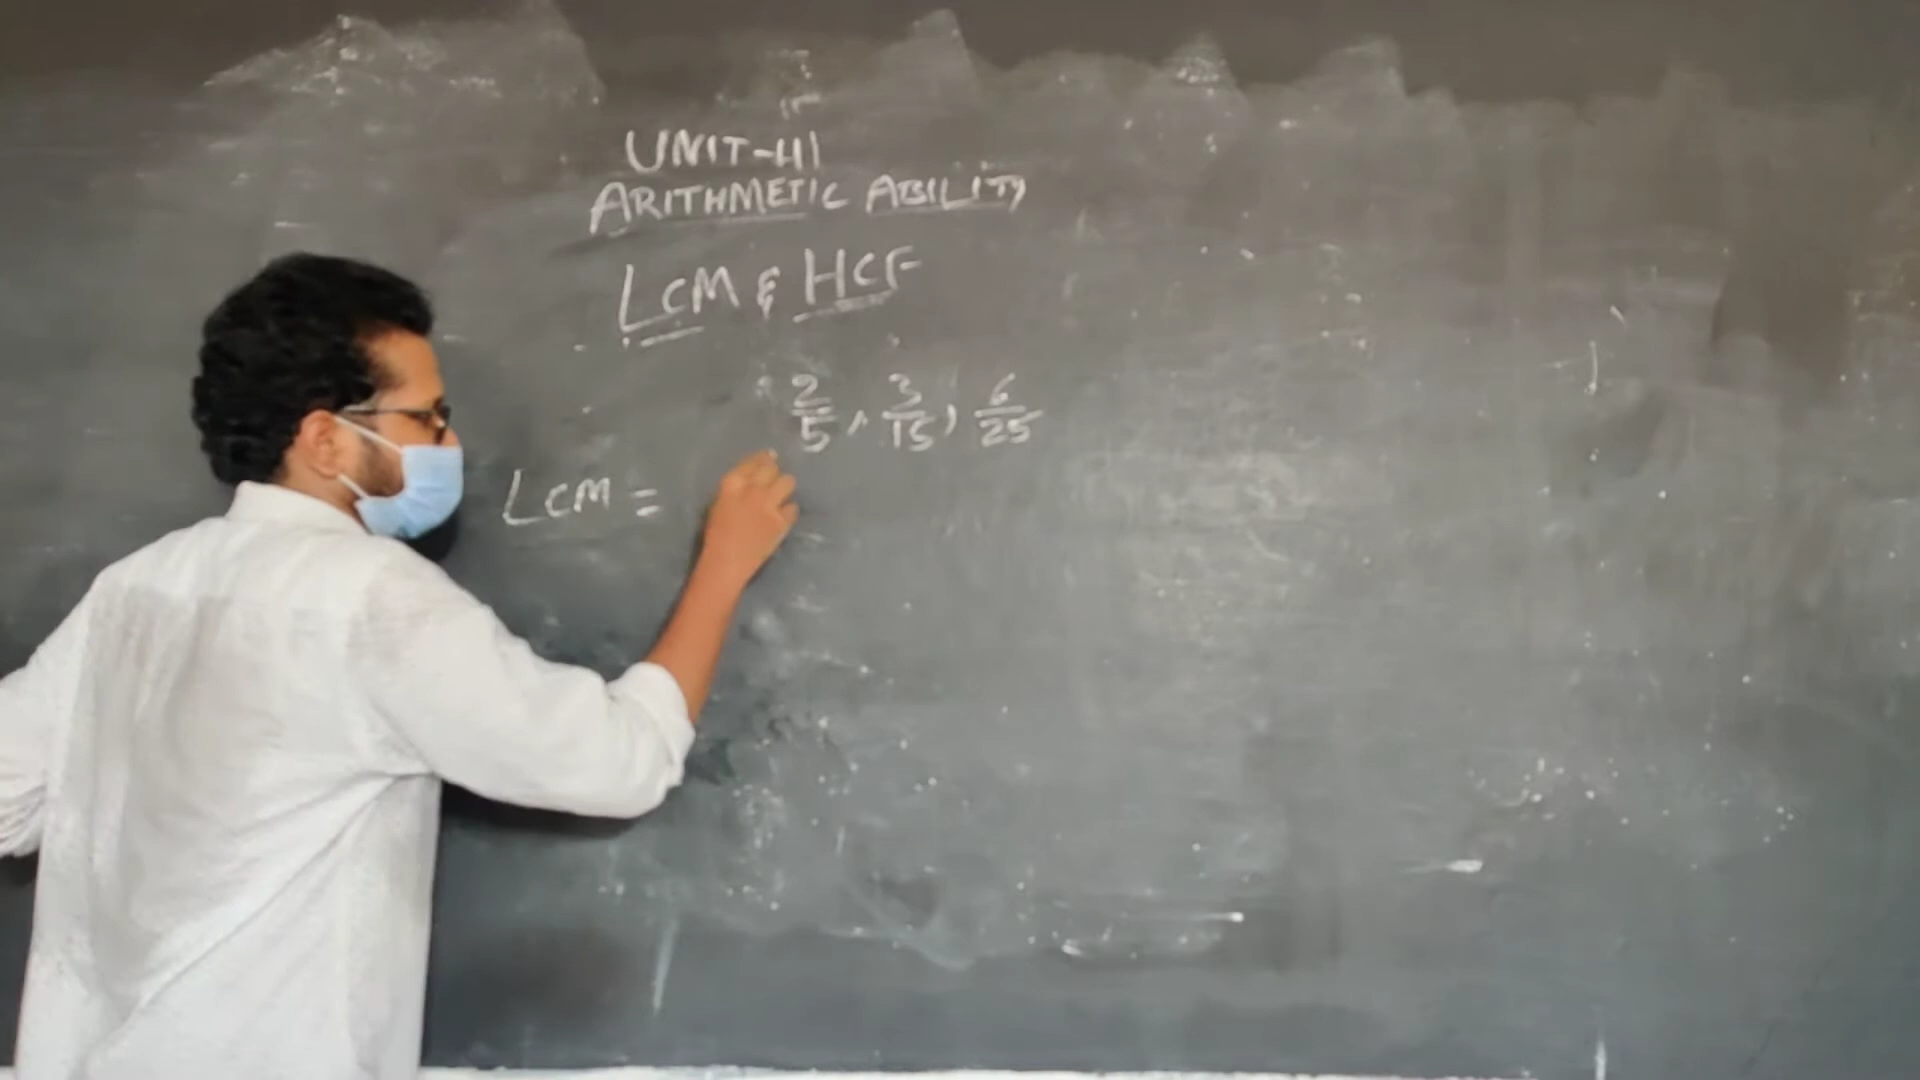 UNIT-III
ARITHMETIC ABILITY
LCM & HCF
2/5, 3/15, 6/25
LCM =